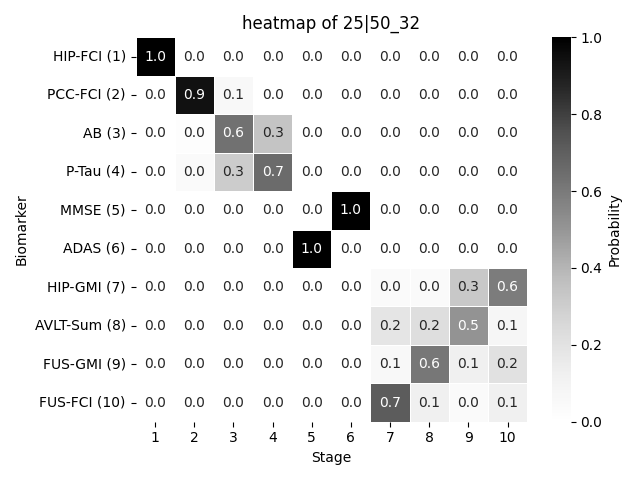 heatmap of 25|50_32
HIP-FCI (1) 1.0 0.0 0.0 0.0 0.0 0.0 0.0 0.0 0.0 0.0
PCC-FCI (2) 0.0 0.9 0.1 0.0 0.0 0.0 0.0 0.0 0.0 0.0
AB (3) 0.0 0.0 0.6 0.3 0.0 0.0 0.0 0.0 0.0 0.0
P-Tau (4) 0.0 0.0 0.3 0.7 0.0 0.0 0.0 0.0 0.0 0.0
MMSE (5) 0.0 0.0 0.0 0.0 0.0 1.0 0.0 0.0 0.0 0.0
ADAS (6) 0.0 0.0 0.0 0.0 1.0 0.0 0.0 0.0 0.0 0.0
HIP-GMI (7) 0.0 0.0 0.0 0.0 0.0 0.0 0.0 0.0 0.3 0.6
AVLT-Sum (8) 0.0 0.0 0.0 0.0 0.0 0.0 0.2 0.2 0.5 0.1
FUS-GMI (9) 0.0 0.0 0.0 0.0 0.0 0.0 0.1 0.6 0.1 0.2
FUS-FCI (10) 0.0 0.0 0.0 0.0 0.0 0.0 0.7 0.1 0.0 0.1
1 2 3 4 5 6 7 8 9 10
Stage
Biomarker
1.0
0.8
0.6
0.4
0.2
0.0
Probability